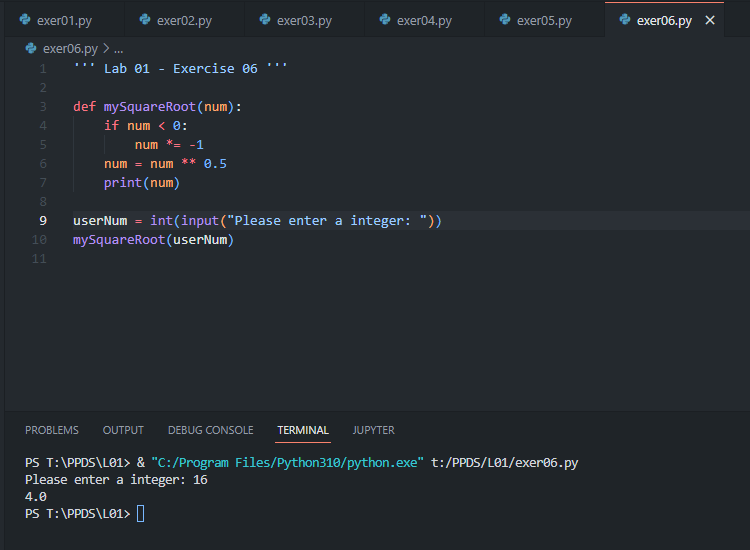 exer01.py exer02.py exer03.py exer04.py exer05.py exer06.py ×
exer06.py > ...
1 ''' Lab 01 - Exercise 06 '''
2
3 def mySquareRoot(num):
4 if num < 0:
5 num *= -1
6 num = num ** 0.5
7 print(num)
8
9 userNum = int(input("Please enter a integer: "))
10 mySquareRoot(userNum)
11
PROBLEMS OUTPUT DEBUG CONSOLE TERMINAL JUPYTER
PS T:\PPDS\L01> & "C:/Program Files/Python310/python.exe" t:/PPDS/L01/exer06.py
Please enter a integer: 16
4.0
PS T:\PPDS\L01>